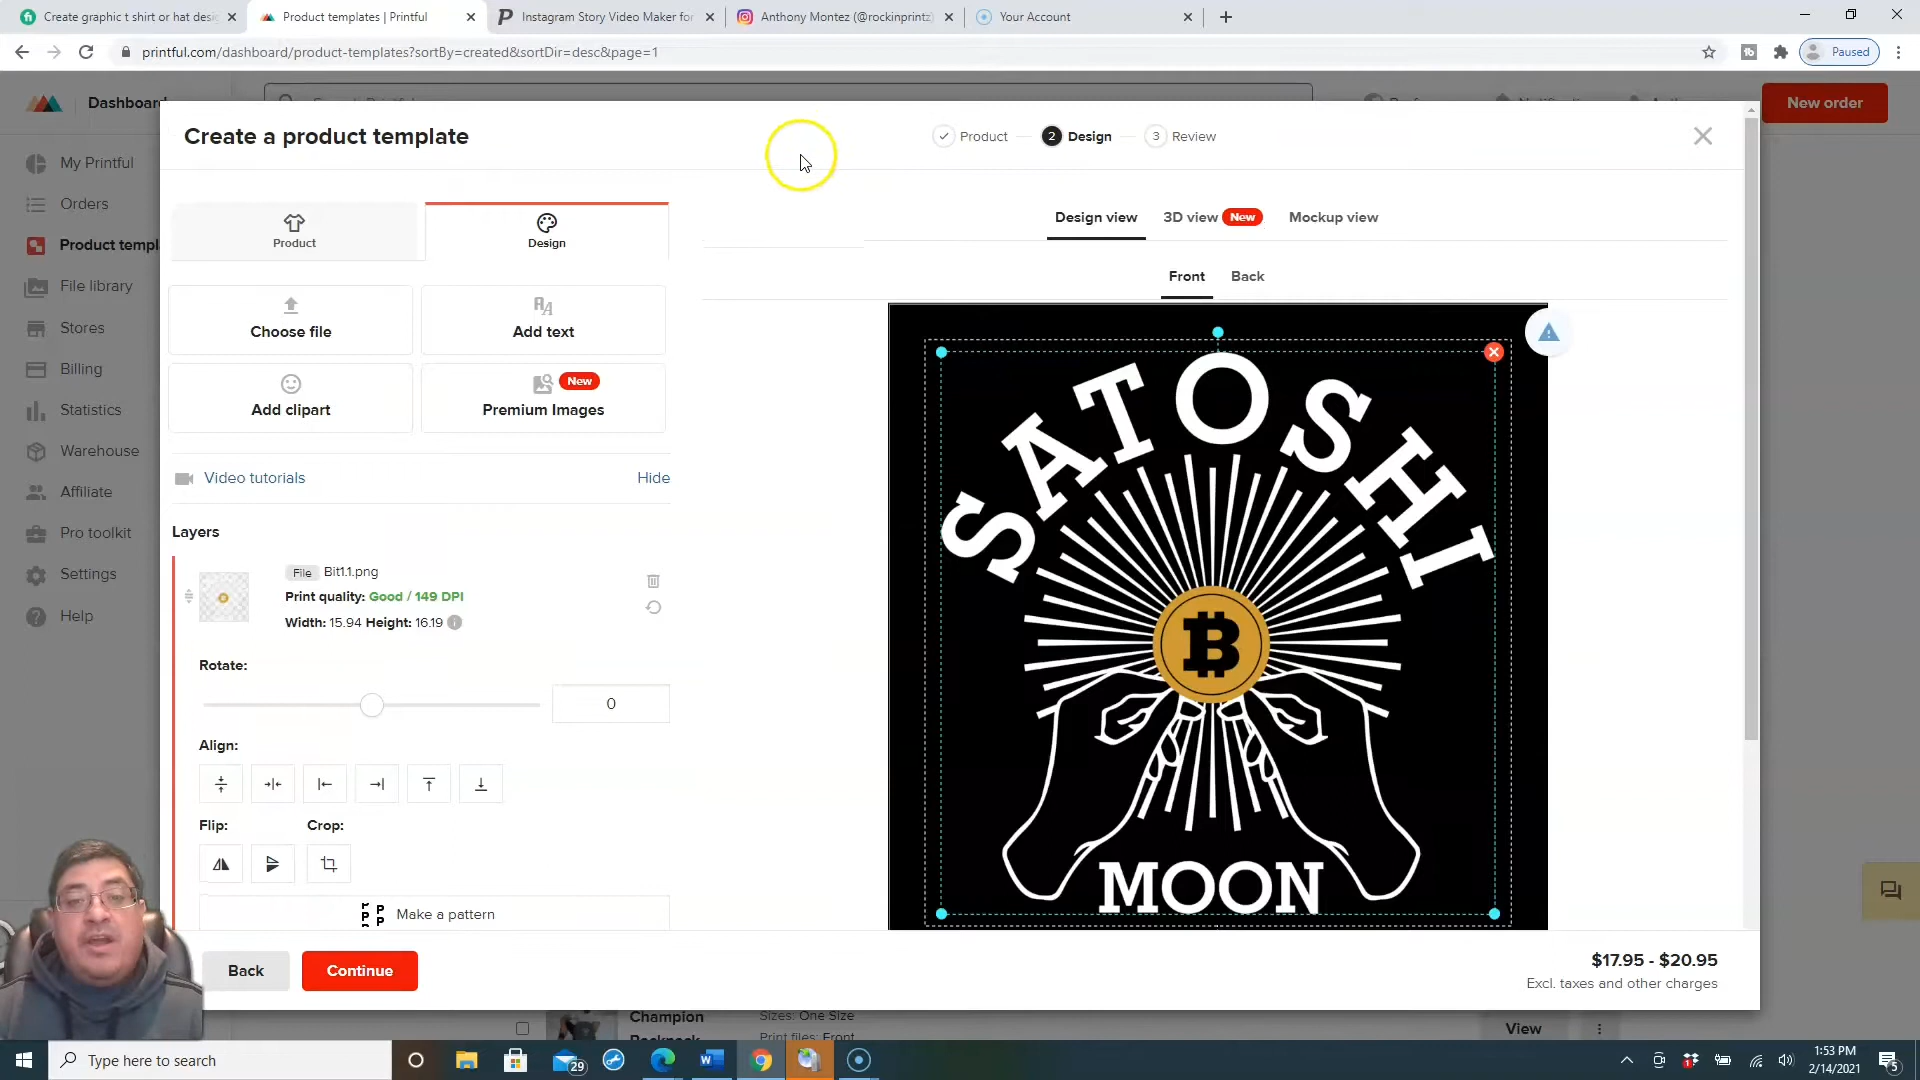 Create graphic t shirt or hat desi
Product templates | Printful
Instagram Story Video Maker for
Anthony Montez (@rockinprintz)
Your Account
printful.com/dashboard/product-templates?sortBy=created&sortDir=desc&page=1
Paused
Dashboard
New order
Create a product template
Product
2 Design
3 Review
My Printful
Orders
Product templ
File library
Stores
Billing
Statistics
Warehouse
Affiliate
Pro toolkit
Settings
Help
Product
Design
Choose file
Add text
Add clipart
New
Premium Images
Video tutorials
Hide
Layers
File Bit1.1.png
Print quality: Good / 149 DPI
Width: 15.94 Height: 16.19
Rotate:
0
Align:
Flip:
Crop:
Make a pattern
Back
Continue
Design view
3D view New
Mockup view
Front
Back
SATOSHI
B
MOON
$17.95 - $20.95
Excl. taxes and other charges
Champion
Sizes: One Size
Print files: Front
View
Type here to search
29
1:53 PM
2/14/2021
5